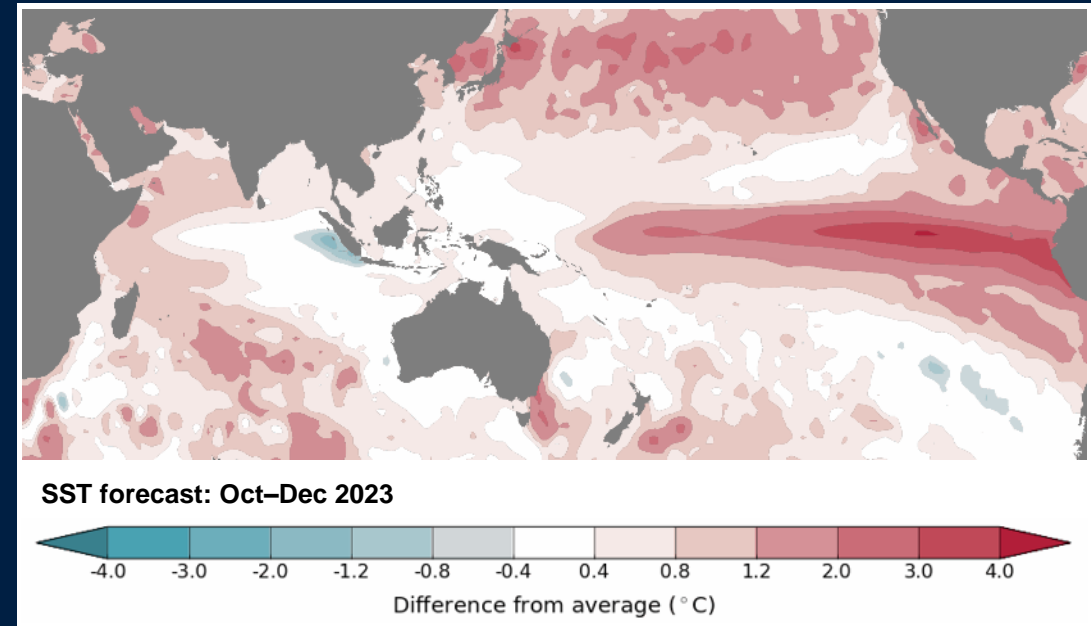 SST forecast: Oct–Dec 2023
-4.0 -3.0 -2.0 -1.2 -0.8 -0.4 0.4 0.8 1.2 2.0 3.0 4.0
Difference from average (°C)